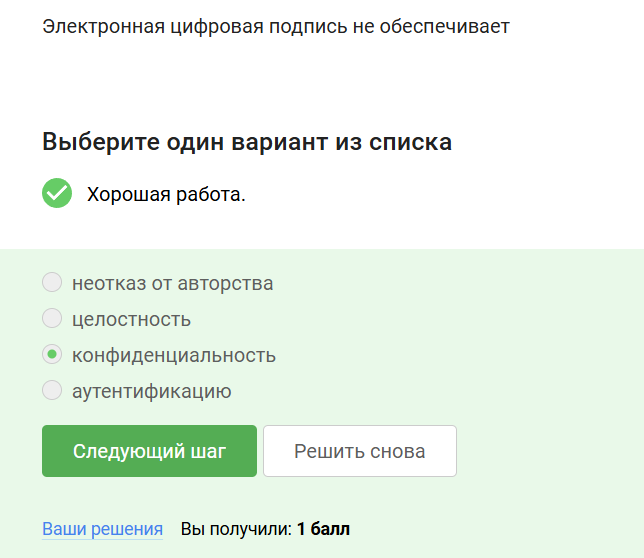 Электронная цифровая подпись не обеспечивает
Выберите один вариант из списка
Хорошая работа.
неотказ от авторства
целостность
конфиденциальность
аутентификацию
Следующий шаг Решить снова
Ваши решения Вы получили: 1 балл